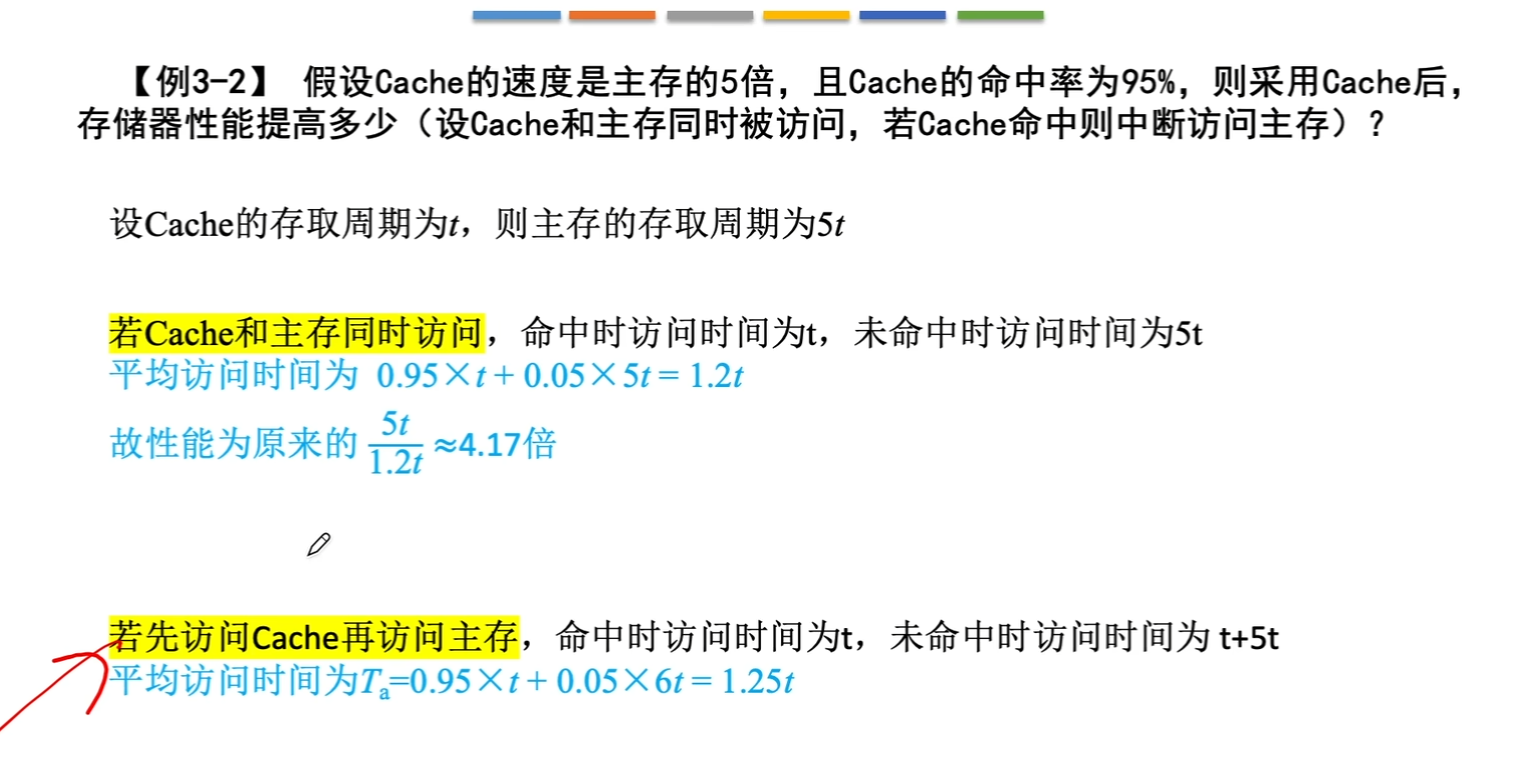 【例3-2】 假设Cache的速度是主存的5倍，且Cache的命中率为95%，则采用Cache后，
存储器性能提高多少（设Cache和主存同时被访问，若Cache命中则中断访问主存）？
设Cache的存取周期为t，则主存的存取周期为5t
若Cache和主存同时访问，命中时访问时间为t，未命中时访问时间为5t
平均访问时间为 0.95×t + 0.05×5t = 1.2t
故性能为原来的 5t/1.2t ≈4.17倍
若先访问Cache再访问主存，命中时访问时间为t，未命中时访问时间为 t+5t
平均访问时间为Ta=0.95×t + 0.05×6t = 1.25t